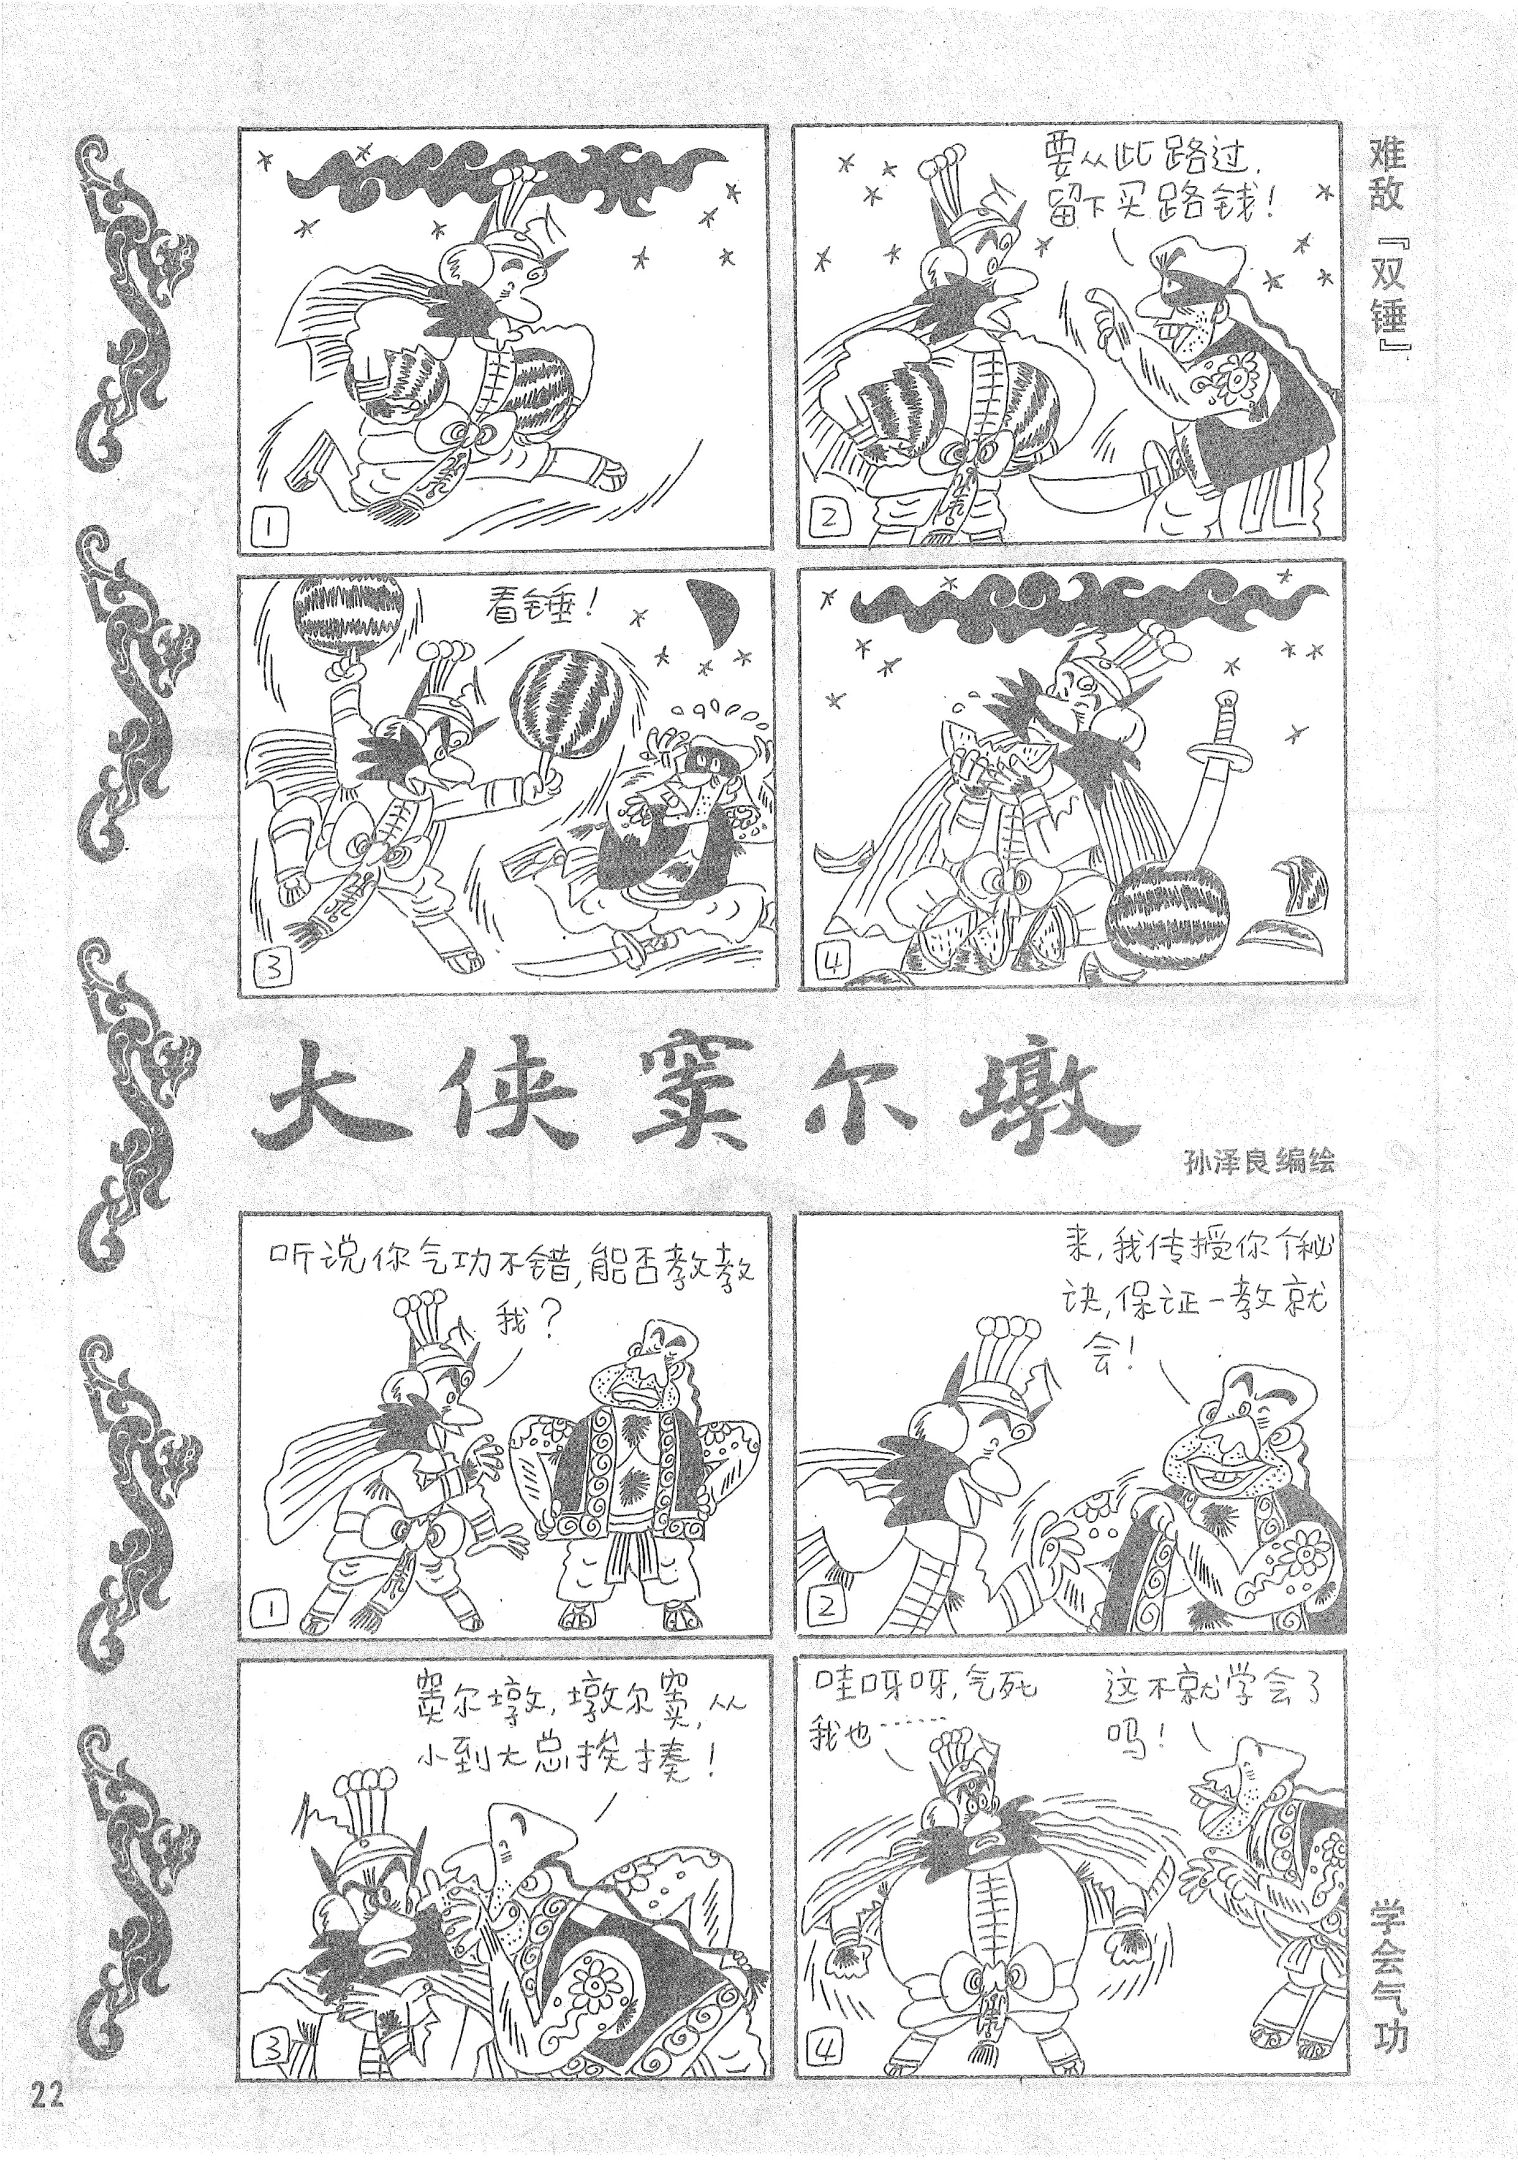 难敌『双锤』
1
要从此路过，
留下买路钱！
2
看锤！
3
4
大侠窦尔墩
孙泽良编绘
听说你气功不错，能否教教
我？
1
来，我传授你个秘
诀，保证一教就
会！
2
窦尔墩，墩尔窦，从
小到大总挨揍！
3
哇呀呀，气死
我也……
这不就学会了
吗！
4
学会气功
22